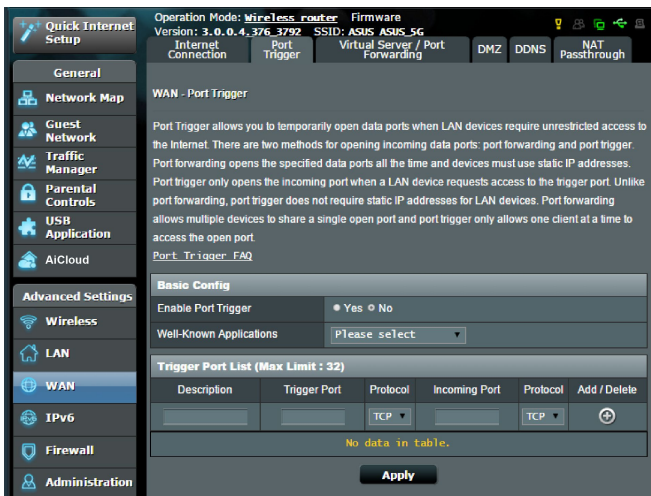 Quick Internet
Setup
General
Network Map
Guest
Network
Traffic
Manager
Parental
Controls
USB
Application
AiCloud
Advanced Settings
Wireless
LAN
WAN
IPv6
Firewall
Administration
Operation Mode: Wireless router Firmware
Version: 3.0.0.4_376_3792 SSID: ASUS ASUS_5G
Internet
Connection
Port
Trigger
Virtual Server / Port
Forwarding
DMZ
DDNS
NAT
Passthrough
WAN - Port Trigger
Port Trigger allows you to temporarily open data ports when LAN devices require unrestricted access to
the Internet. There are two methods for opening incoming data ports: port forwarding and port trigger.
Port forwarding opens the specified data ports all the time and devices must use static IP addresses.
Port trigger only opens the incoming port when a LAN device requests access to the trigger port. Unlike
port forwarding, port trigger does not require static IP addresses for LAN devices. Port forwarding
allows multiple devices to share a single open port and port trigger only allows one client at a time to
access the open port.
Port Trigger FAQ
Basic Config
Enable Port Trigger Yes No
Well-Known Applications Please select
Trigger Port List (Max Limit : 32)
Description Trigger Port Protocol Incoming Port Protocol Add / Delete
TCP TCP
No data in table.
Apply